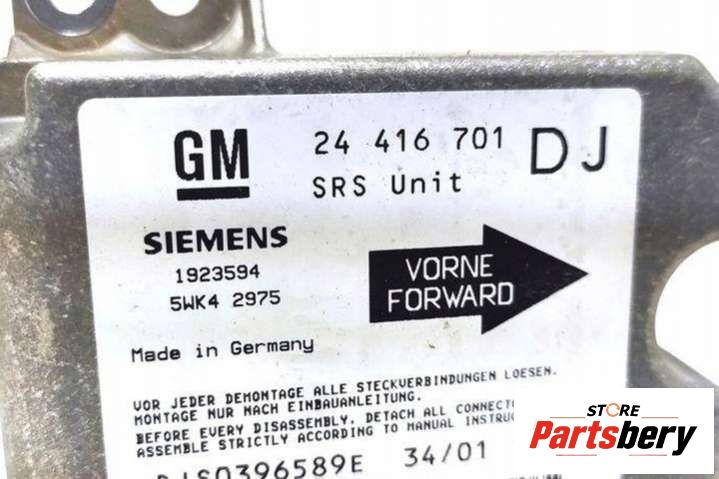 GM 24 416 701 DJ
SRS Unit
SIEMENS
1923594
5WK4 2975
VORNE
FORWARD
Made in Germany
VOR JEDER DEMONTAGE ALLE STECKVERBINDUNGEN LOESEN.
MONTAGE NUR NACH EINBAUANLEITUNG.
BEFORE EVERY DISASSEMBLY, DETACH ALL
ASSEMBLE STRICTLY ACCORDING TO MANUAL
34/01
STORE
Partsbery